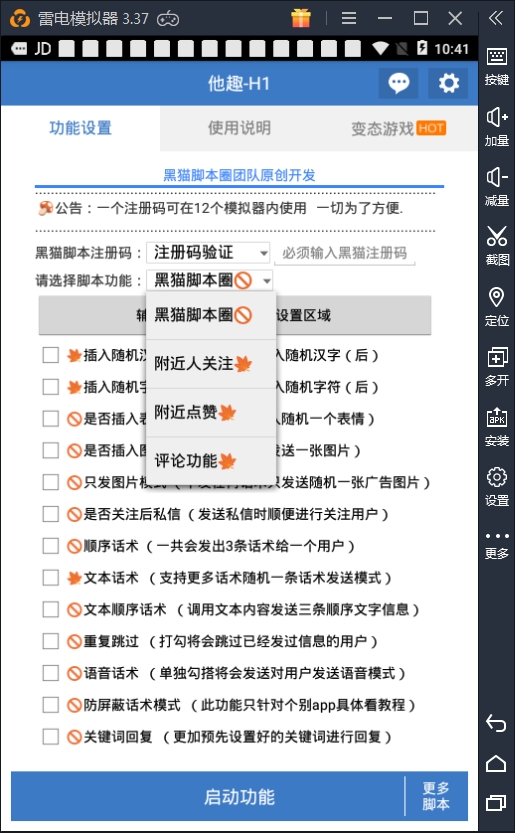 雷电模拟器 3.37
JD
10:41
他趣-H1
功能设置
使用说明
变态游戏 HOT
黑猫脚本圈团队原创开发
公告：一个注册码可在12个模拟器内使用 一切为了方便.
黑猫脚本注册码：
注册码验证
必须输入黑猫注册码
请选择脚本功能：
黑猫脚本圈
黑猫脚本圈
附近人关注
附近点赞
评论功能
辅
设置区域
插入随机汉
入随机汉字（后）
插入随机字
入随机字符（后）
是否插入表
入随机一个表情）
是否插入图
发送一张图片）
只发图片模式
只发送随机一张广告图片）
是否关注后私信（发送私信时顺便进行关注用户）
顺序话术（一共会发出3条话术给一个用户）
文本话术（支持更多话术随机一条话术发送模式）
文本顺序话术（调用文本内容发送三条顺序文字信息）
重复跳过（打勾将会跳过已经发过信息的用户）
语音话术（单独勾搭将会发送对用户发送语音模式）
防屏蔽话术模式（此功能只针对个别app具体看教程）
关键词回复（更加预先设置好的关键词进行回复）
启动功能
更多
脚本
按键
加量
减量
截图
定位
多开
APK
安装
设置
更多